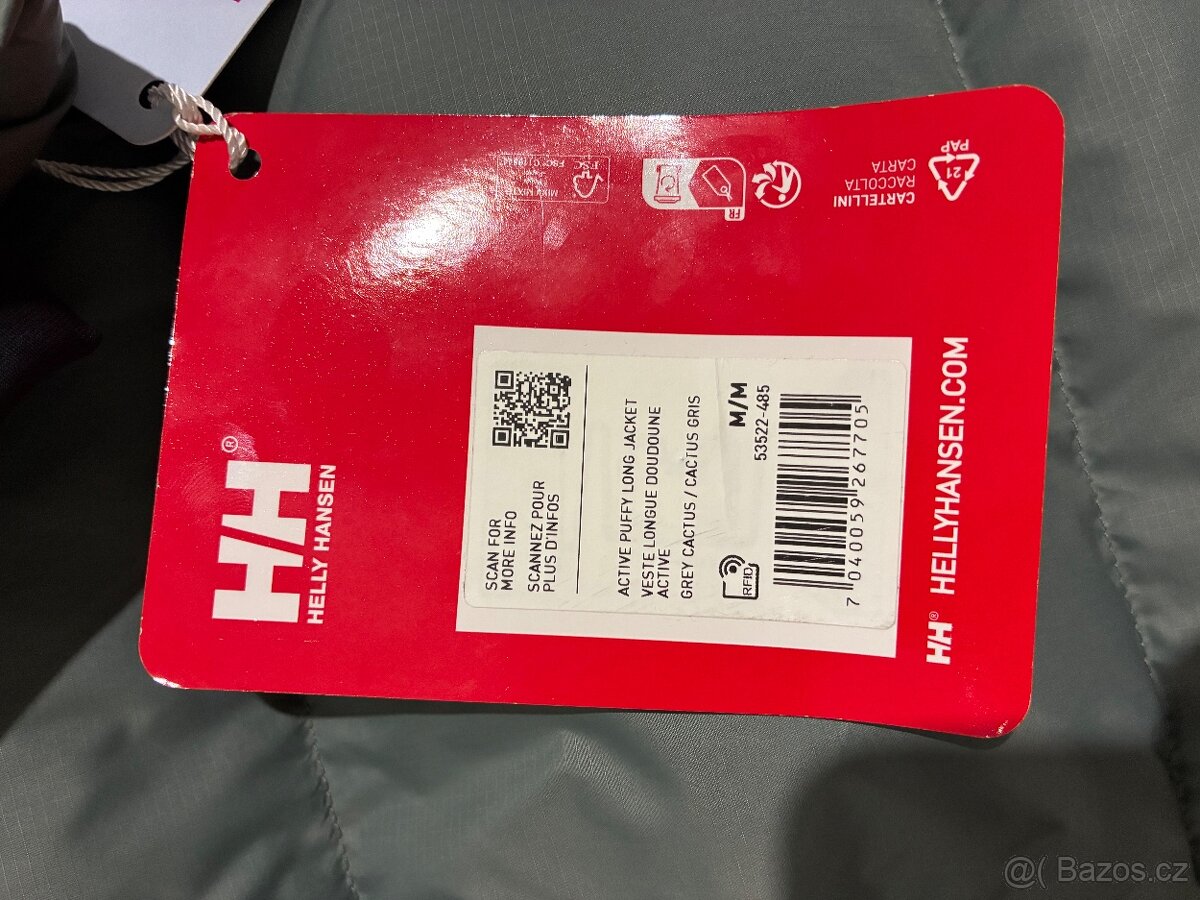 HH®
HELLY HANSEN
SCAN FOR
MORE INFO
SCANNEZ POUR
PLUS D'INFOS
ACTIVE PUFFY LONG JACKET
VESTE LONGUE DOUDOUNE
ACTIVE
GREY CACTUS / CACTUS GRIS
M/M
53522-485
RFID
7 040059 267705
HH® HELLYHANSEN.COM
21
PAP
CARTELLINI
RACCOLTA
CARTA
FR
FSC
MIX
@( Bazos.cz